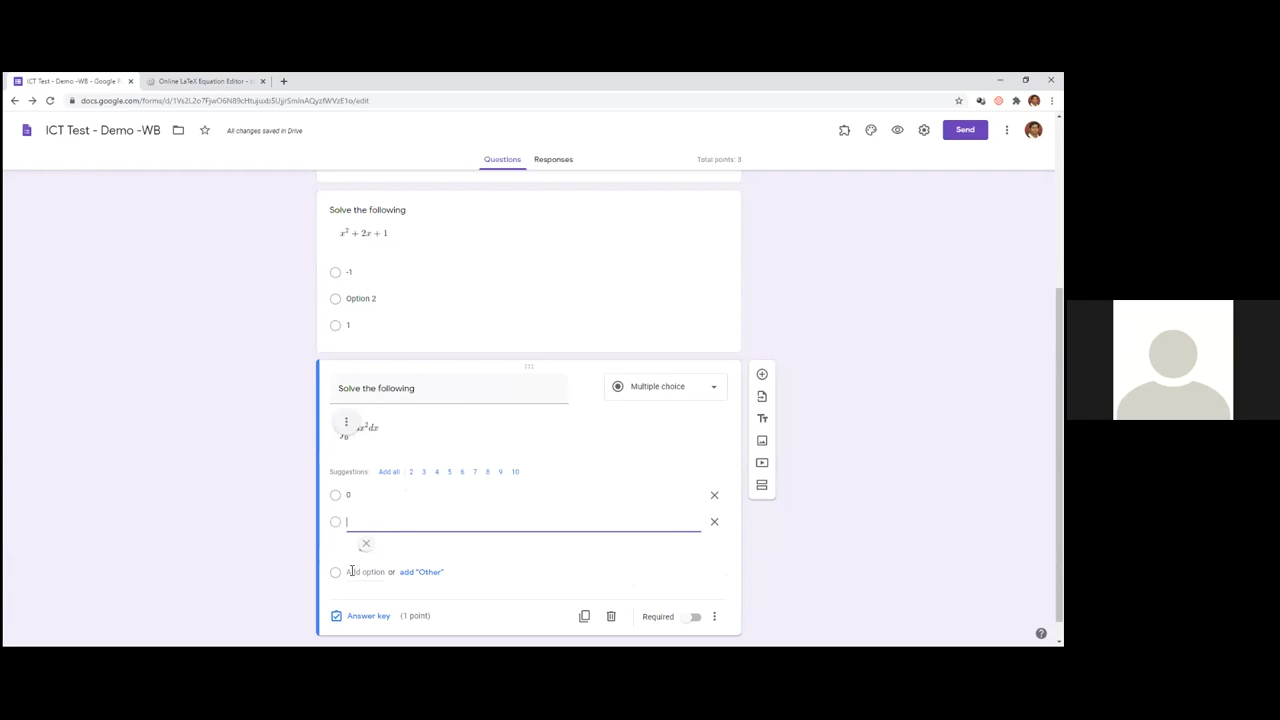 ICT Test - Demo -WB - Google F
Online LaTeX Equation Editor - c
docs.google.com/forms/d/
ICT Test - Demo -WB
All changes saved in Drive
Send
Questions
Responses
Total points: 3
Solve the following
x² + 2x + 1
-1
Option 2
1
Solve the following
Multiple choice
x²dx
Suggestions: Add all 2 3 4 5 6 7 8 9 10
0
Add option or add "Other"
Answer key (1 point)
Required